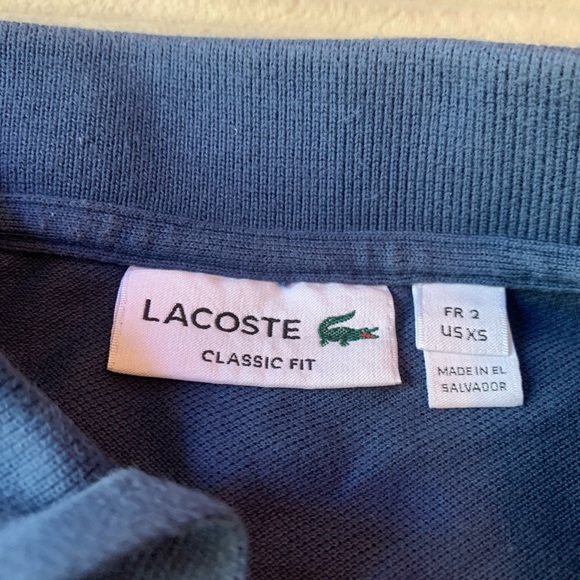 LACOSTE
CLASSIC FIT
FR 2
US XS
MADE IN EL
SALVADOR